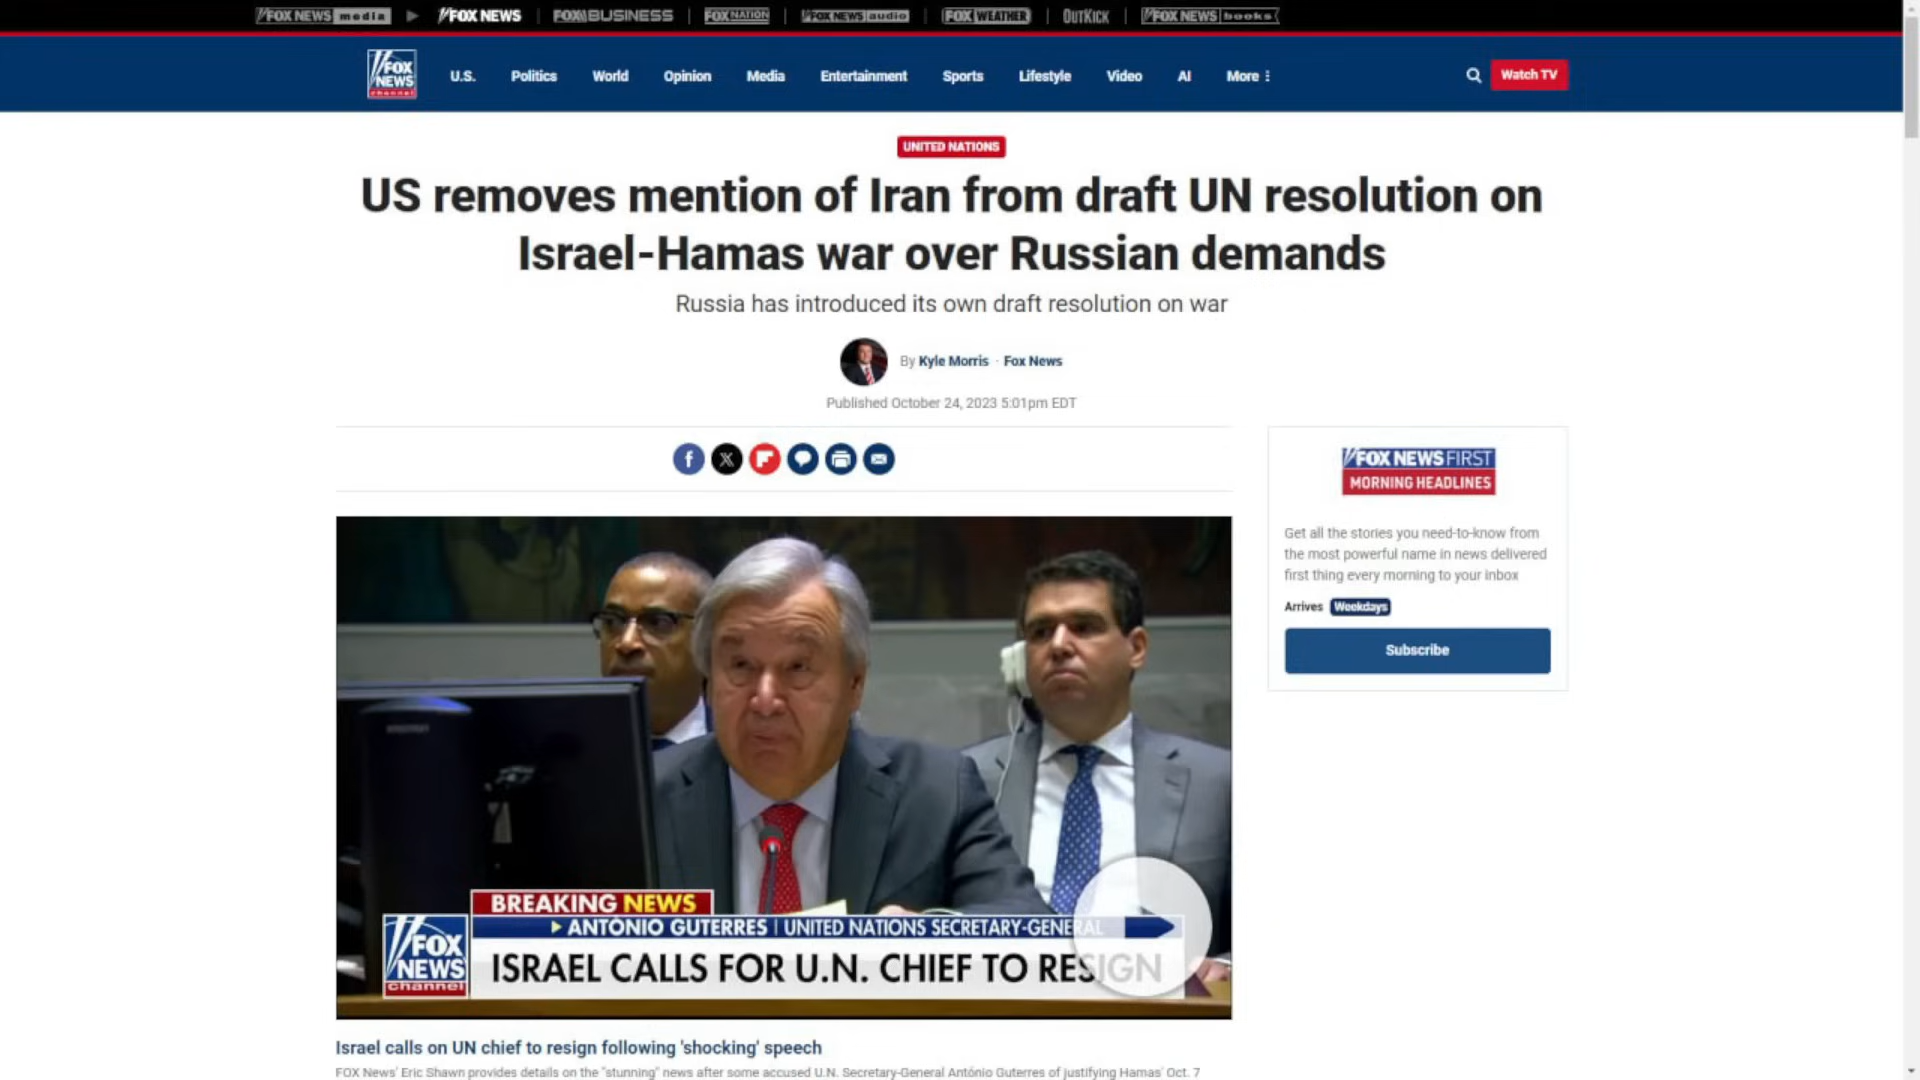 FOX NEWS media FOX NEWS FOX BUSINESS FOX NATION FOX NEWS audio FOX WEATHER OUTKICK FOX NEWS books
FOX NEWS channel U.S. Politics World Opinion Media Entertainment Sports Lifestyle Video AI More Watch TV
UNITED NATIONS
US removes mention of Iran from draft UN resolution on
Israel-Hamas war over Russian demands
Russia has introduced its own draft resolution on war
By Kyle Morris · Fox News
Published October 24, 2023 5:01pm EDT
FOX NEWS FIRST
MORNING HEADLINES
Get all the stories you need-to-know from
the most powerful name in news delivered
first thing every morning to your inbox
Arrives Weekdays
Subscribe
BREAKING NEWS
ANTÓNIO GUTERRES | UNITED NATIONS SECRETARY-GENERAL
FOX NEWS channel
ISRAEL CALLS FOR U.N. CHIEF TO RESIGN
Israel calls on UN chief to resign following 'shocking' speech
FOX News' Eric Shawn provides details on the "stunning" news after some accused U.N. Secretary-General António Guterres of justifying Hamas' Oct. 7